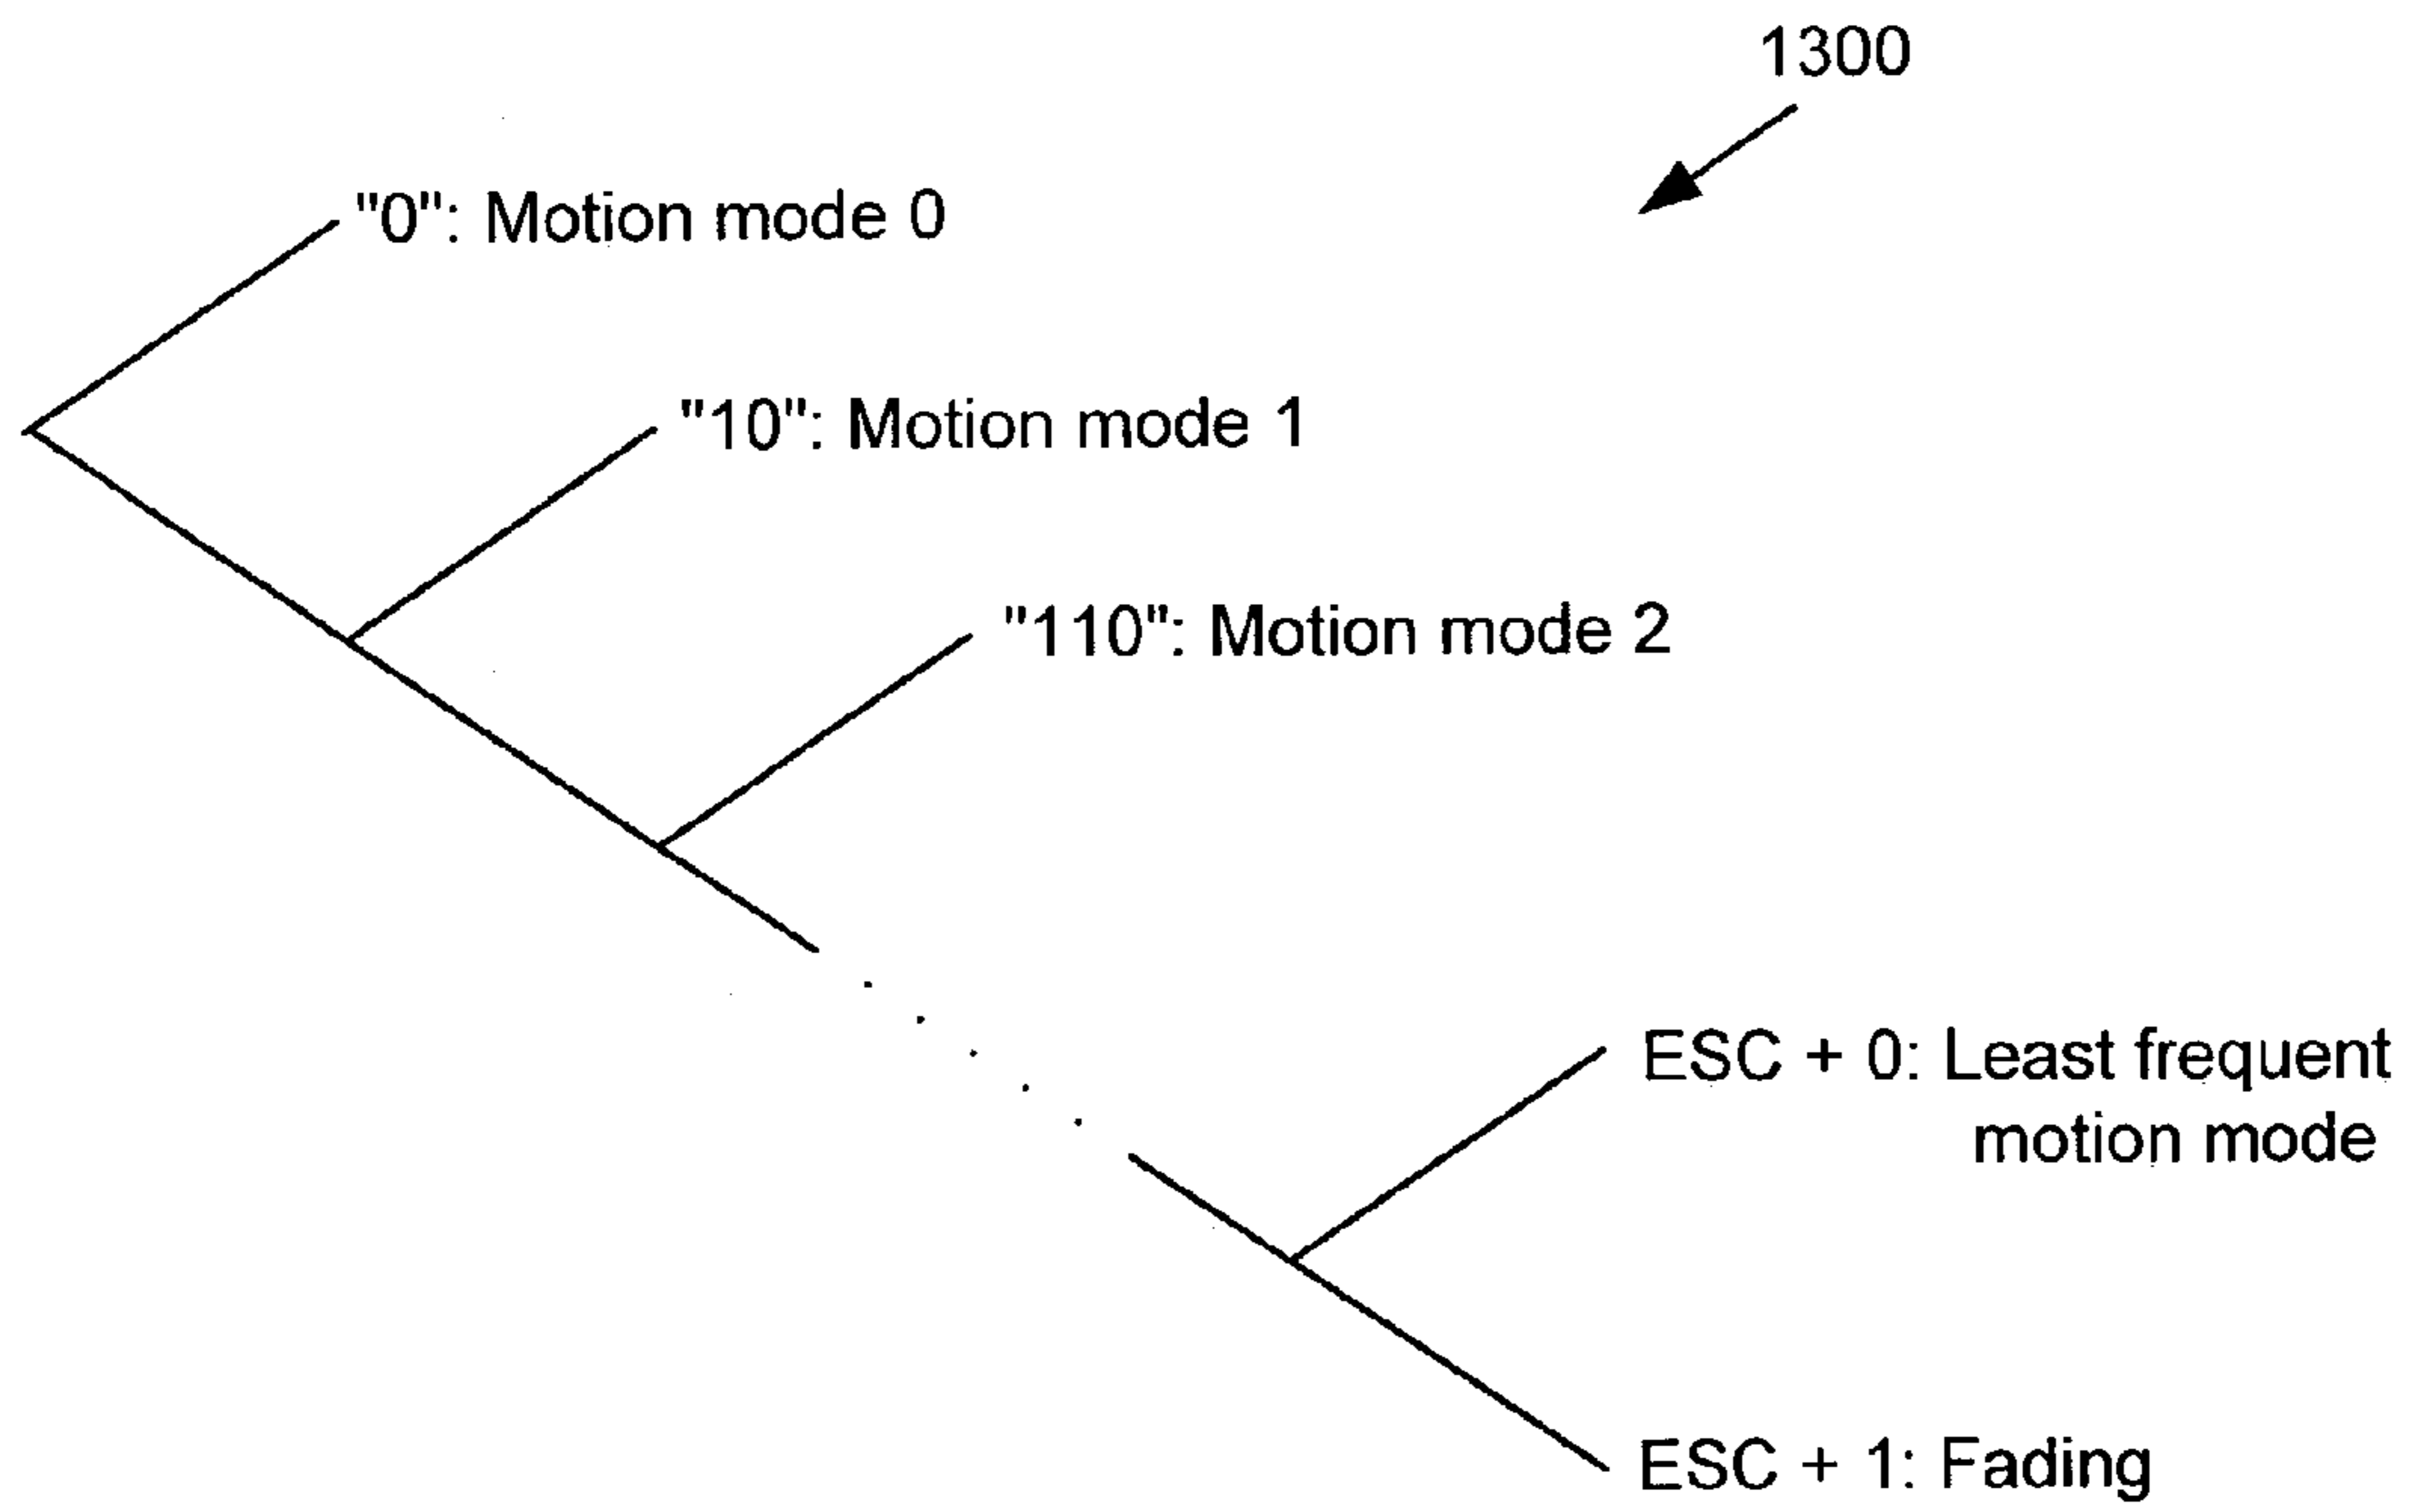 1300
"0": Motion mode 0
"10": Motion mode 1
"110": Motion mode 2
ESC + 0: Least frequent
motion mode
ESC + 1: Fading